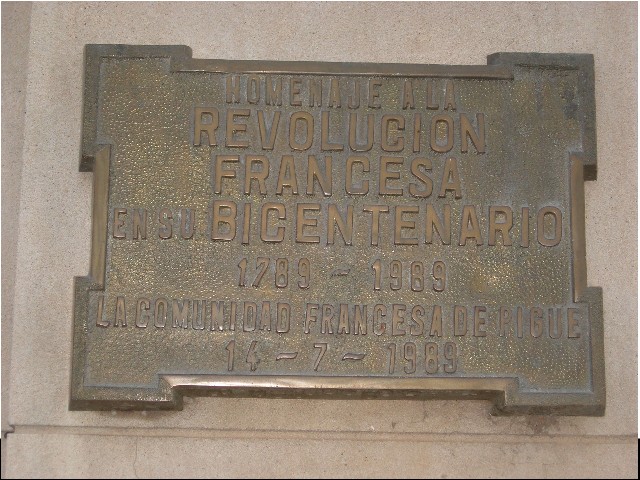 HOMENAJE A LA
REVOLUCION
FRANCESA
EN SU BICENTENARIO
1789 - 1989
LA COMUNIDAD FRANCESA DE PIGUE
14 - 7 - 1989